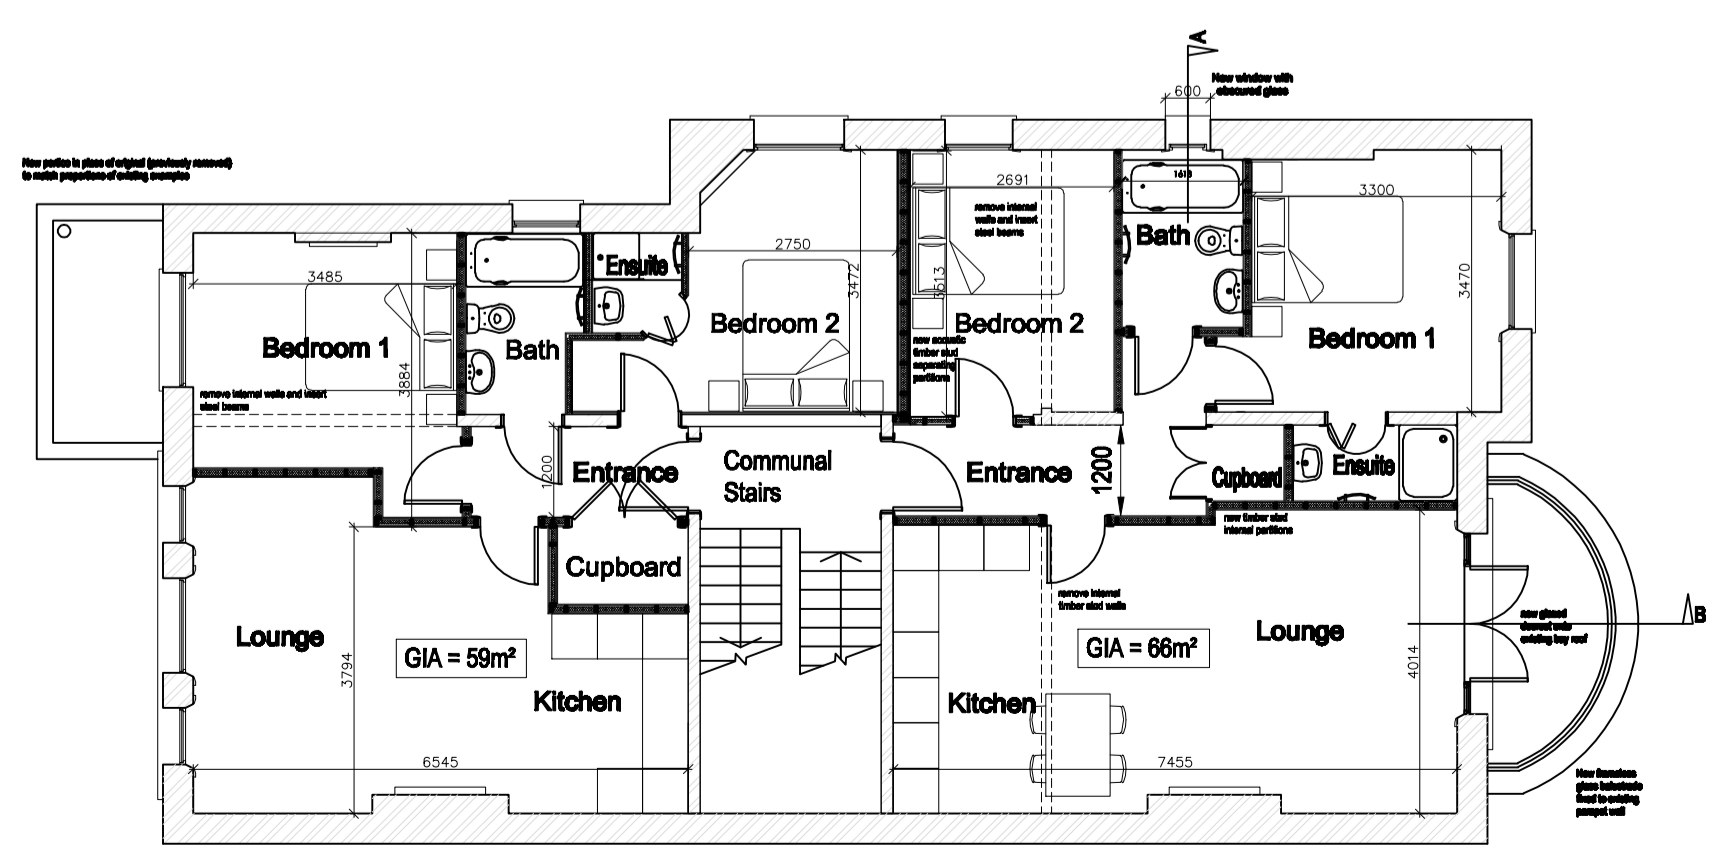 A
New window with
obscured glass
600
New portico in place of original (previously removed)
to match proportions of existing examples
3485
Bedroom 1
3884
remove internal walls and insert
steel beams
Bath
Ensuite
2750
3472
Bedroom 2
2691
remove internal
walls and insert
steel beams
3513
Bedroom 2
new acoustic
timber stud
separating
partitions
1613
Bath
3300
3470
Bedroom 1
1200
Entrance
Communal
Stairs
Entrance
1200
Cupboard
Ensuite
new timber stud
internal partitions
Cupboard
remove internal
timber stud walls
Lounge
GIA = 59m²
3794
Kitchen
6545
Kitchen
GIA = 66m²
Lounge
4014
7455
new glazed
doorset onto
existing bay roof
B
New frameless
glass balustrade
fixed to existing
parapet wall